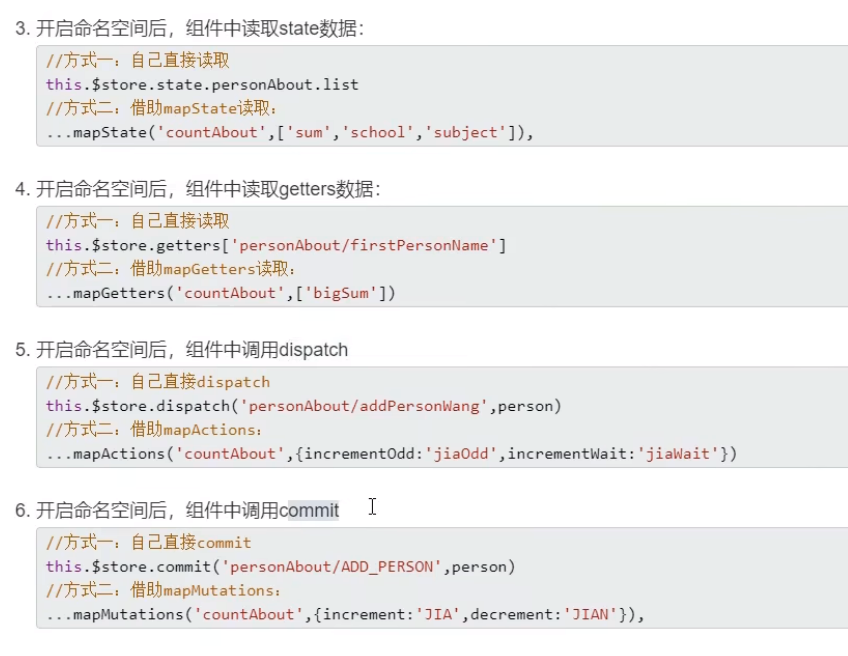 3. 开启命名空间后，组件中读取state数据：
//方式一：自己直接读取
this.$store.state.personAbout.list
//方式二：借助mapState读取：
...mapState('countAbout',['sum','school','subject']),
4. 开启命名空间后，组件中读取getters数据：
//方式一：自己直接读取
this.$store.getters['personAbout/firstPersonName']
//方式二：借助mapGetters读取：
...mapGetters('countAbout',['bigSum'])
5. 开启命名空间后，组件中调用dispatch
//方式一：自己直接dispatch
this.$store.dispatch('personAbout/addPersonWang',person)
//方式二：借助mapActions：
...mapActions('countAbout',{incrementOdd:'jiaOdd',incrementWait:'jiaWait'})
6. 开启命名空间后，组件中调用commit
//方式一：自己直接commit
this.$store.commit('personAbout/ADD_PERSON',person)
//方式二：借助mapMutations：
...mapMutations('countAbout',{increment:'JIA',decrement:'JIAN'}),